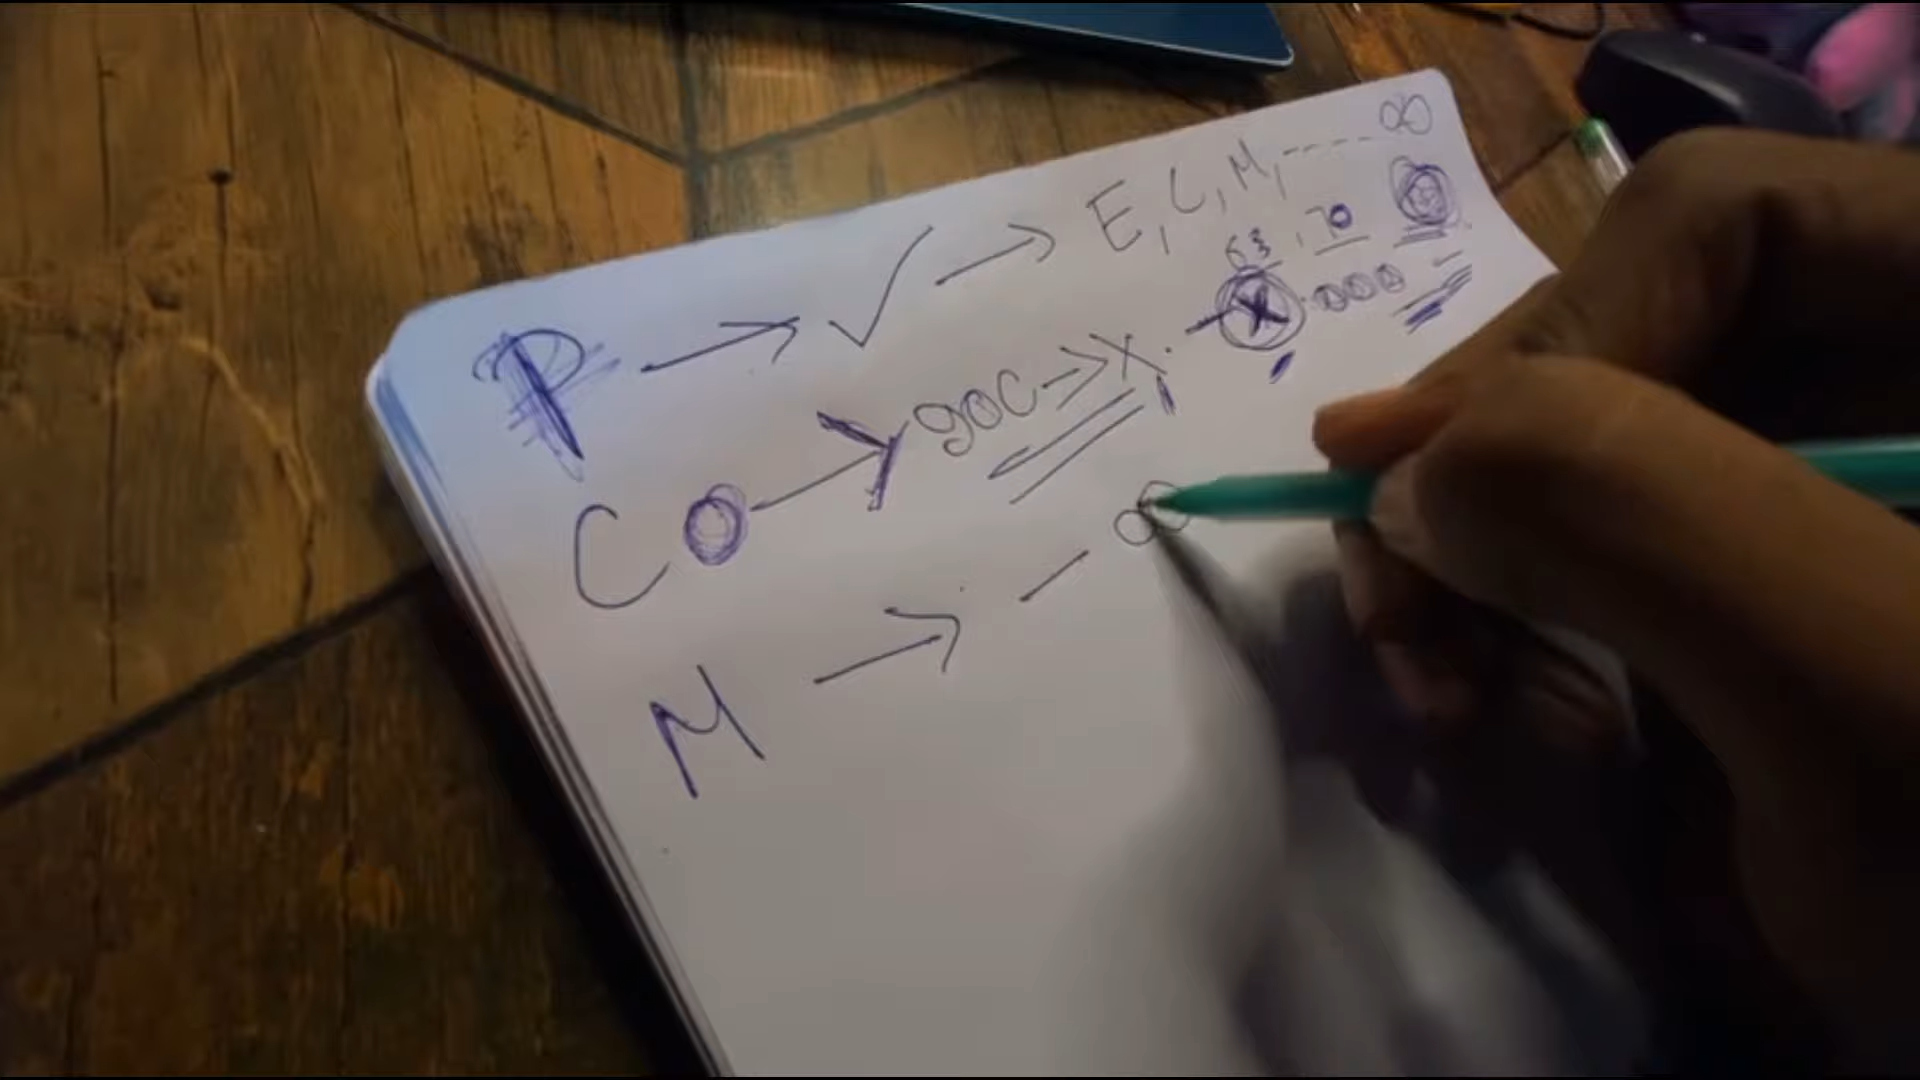 P → ✓ → E, C, M, ----- ∞
63, 70
CO → 90C → X. - X
M → - ∞